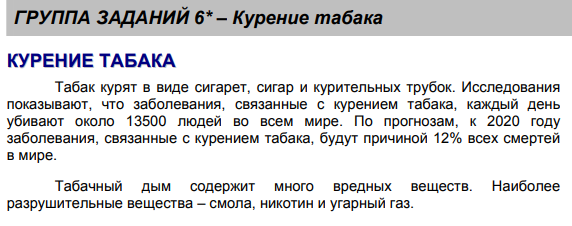 ГРУППА ЗАДАНИЙ 6* – Курение табака
КУРЕНИЕ ТАБАКА
Табак курят в виде сигарет, сигар и курительных трубок. Исследования
показывают, что заболевания, связанные с курением табака, каждый день
убивают около 13500 людей во всем мире. По прогнозам, к 2020 году
заболевания, связанные с курением табака, будут причиной 12% всех смертей
в мире.
Табачный дым содержит много вредных веществ. Наиболее
разрушительные вещества – смола, никотин и угарный газ.